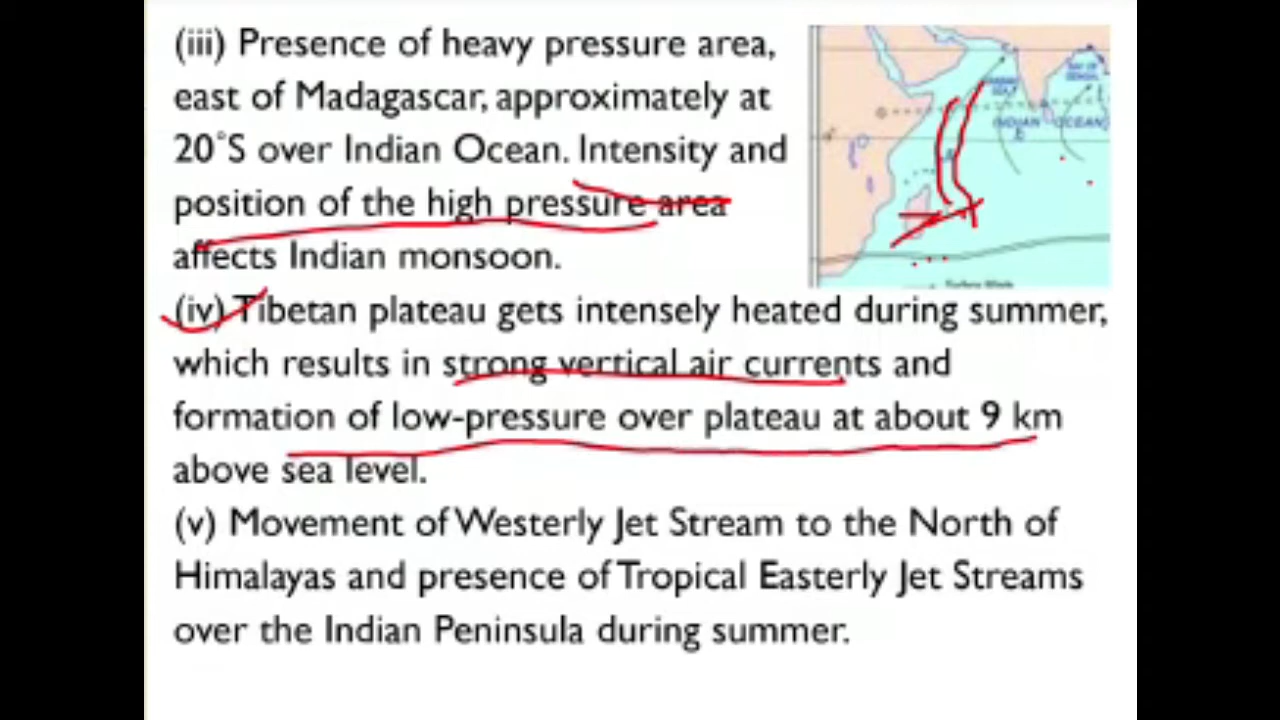 (iii) Presence of heavy pressure area,
east of Madagascar, approximately at
20°S over Indian Ocean. Intensity and
position of the high pressure area
affects Indian monsoon.
(iv) Tibetan plateau gets intensely heated during summer,
which results in strong vertical air currents and
formation of low-pressure over plateau at about 9 km
above sea level.
(v) Movement of Westerly Jet Stream to the North of
Himalayas and presence of Tropical Easterly Jet Streams
over the Indian Peninsula during summer.
BAY OF
BENGAL
INDIAN OCEAN